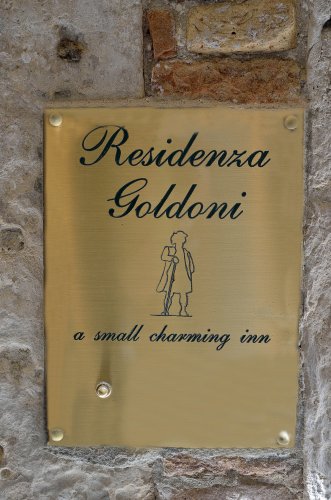 Residenza
Goldoni
a small charming inn